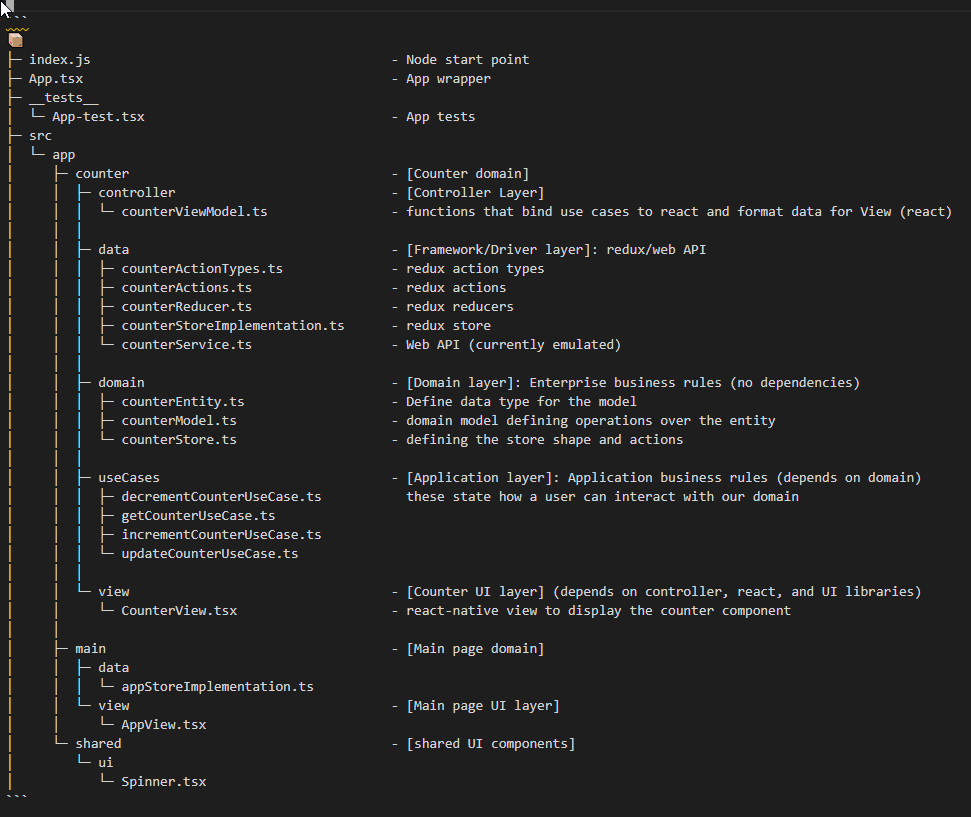 ```
📦
├─ index.js                                       - Node start point
├─ App.tsx                                        - App wrapper
├─ __tests__
│  └─ App-test.tsx                                - App tests
├─ src
│  └─ app
│     ├─ counter                                  - [Counter domain]
│     │  ├─ controller                            - [Controller Layer]
│     │  │  └─ counterViewModel.ts                - functions that bind use cases to react and format data for View (react)
│     │  │
│     │  ├─ data                                  - [Framework/Driver layer]: redux/web API
│     │  │  ├─ counterActionTypes.ts              - redux action types
│     │  │  ├─ counterActions.ts                  - redux actions
│     │  │  ├─ counterReducer.ts                  - redux reducers
│     │  │  ├─ counterStoreImplementation.ts      - redux store
│     │  │  └─ counterService.ts                  - Web API (currently emulated)
│     │  │
│     │  ├─ domain                                - [Domain layer]: Enterprise business rules (no dependencies)
│     │  │  ├─ counterEntity.ts                   - Define data type for the model
│     │  │  ├─ counterModel.ts                    - domain model defining operations over the entity
│     │  │  └─ counterStore.ts                    - defining the store shape and actions
│     │  │
│     │  ├─ useCases                              - [Application layer]: Application business rules (depends on domain)
│     │  │  ├─ decrementCounterUseCase.ts           these state how a user can interact with our domain
│     │  │  ├─ getCounterUseCase.ts
│     │  │  ├─ incrementCounterUseCase.ts
│     │  │  └─ updateCounterUseCase.ts
│     │  │
│     │  └─ view                                  - [Counter UI layer] (depends on controller, react, and UI libraries)
│     │     └─ CounterView.tsx                    - react-native view to display the counter component
│     │
│     ├─ main                                     - [Main page domain]
│     │  ├─ data
│     │  │  └─ appStoreImplementation.ts
│     │  └─ view                                  - [Main page UI layer]
│     │     └─ AppView.tsx
│     └─ shared                                   - [shared UI components]
│        └─ ui
│           └─ Spinner.tsx
```